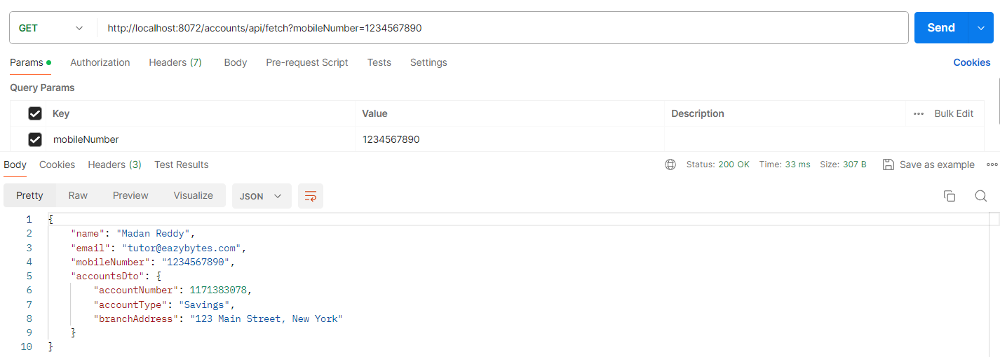 GET http://localhost:8072/accounts/api/fetch?mobileNumber=1234567890 Send
Params Authorization Headers (7) Body Pre-request Script Tests Settings Cookies
Query Params
Key Value Description Bulk Edit
mobileNumber 1234567890
Body Cookies Headers (3) Test Results Status: 200 OK Time: 33 ms Size: 307 B Save as example
Pretty Raw Preview Visualize JSON
1 {
2 "name": "Madan Reddy",
3 "email": "tutor@eazybytes.com",
4 "mobileNumber": "1234567890",
5 "accountsDto": {
6 "accountNumber": 1171383078,
7 "accountType": "Savings",
8 "branchAddress": "123 Main Street, New York"
9 }
10 }